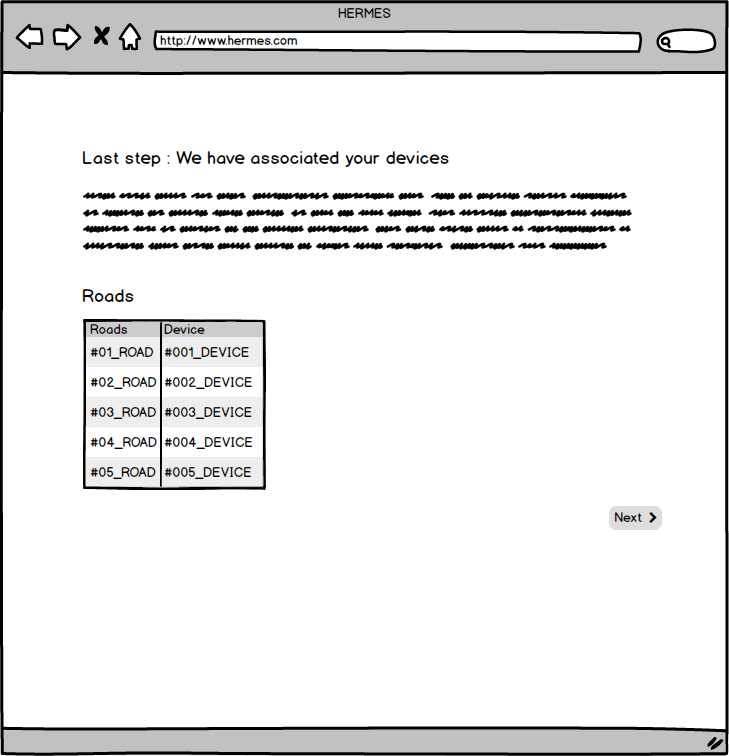 HERMES
http://www.hermes.com
Last step : We have associated your devices
Roads
Roads Device
#01_ROAD #001_DEVICE
#02_ROAD #002_DEVICE
#03_ROAD #003_DEVICE
#04_ROAD #004_DEVICE
#05_ROAD #005_DEVICE
Next